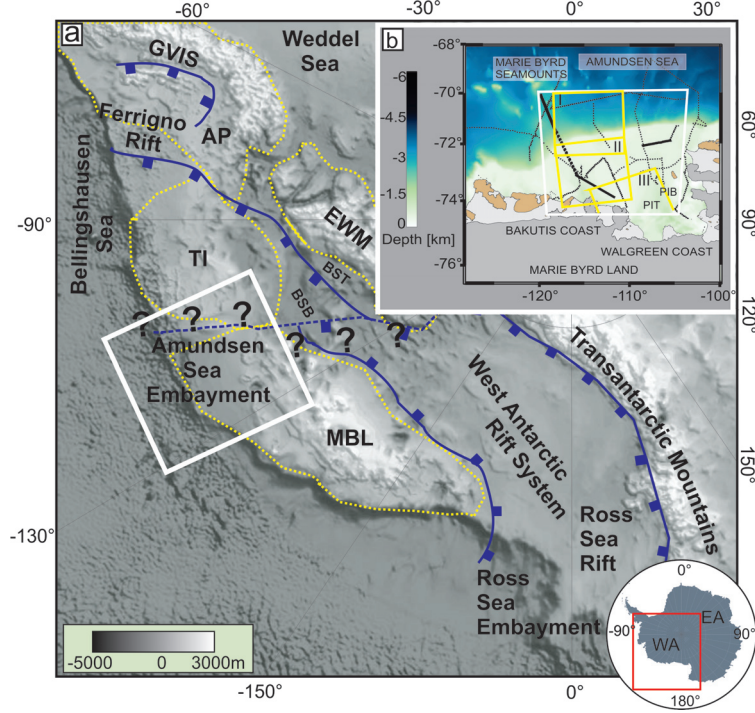 -60°
-30°
0°
30°
a
GVIS
Weddel
Sea
Ferrigno
Rift
AP
Bellingshausen
Sea
-90°
TI
EWM
BST
BSB
? ? ? ? ? ?
Amundsen
Sea
Embayment
MBL
West Antarctic
Rift System
Transantarctic Mountains
Ross
Sea
Rift
Ross
Sea
Embayment
60°
90°
120°
150°
-130°
-150°
0°
-5000 0 3000m
b
-68°
-70°
-72°
-74°
-76°
MARIE BYRD
SEAMOUNTS
AMUNDSEN SEA
-6
-4.5
-3
-1.5
0
Depth [km]
I
II
III
PIB
PIT
BAKUTIS COAST
WALGREEN COAST
MARIE BYRD LAND
-120° -110° -100°
0°
EA
-90°
90°
WA
180°